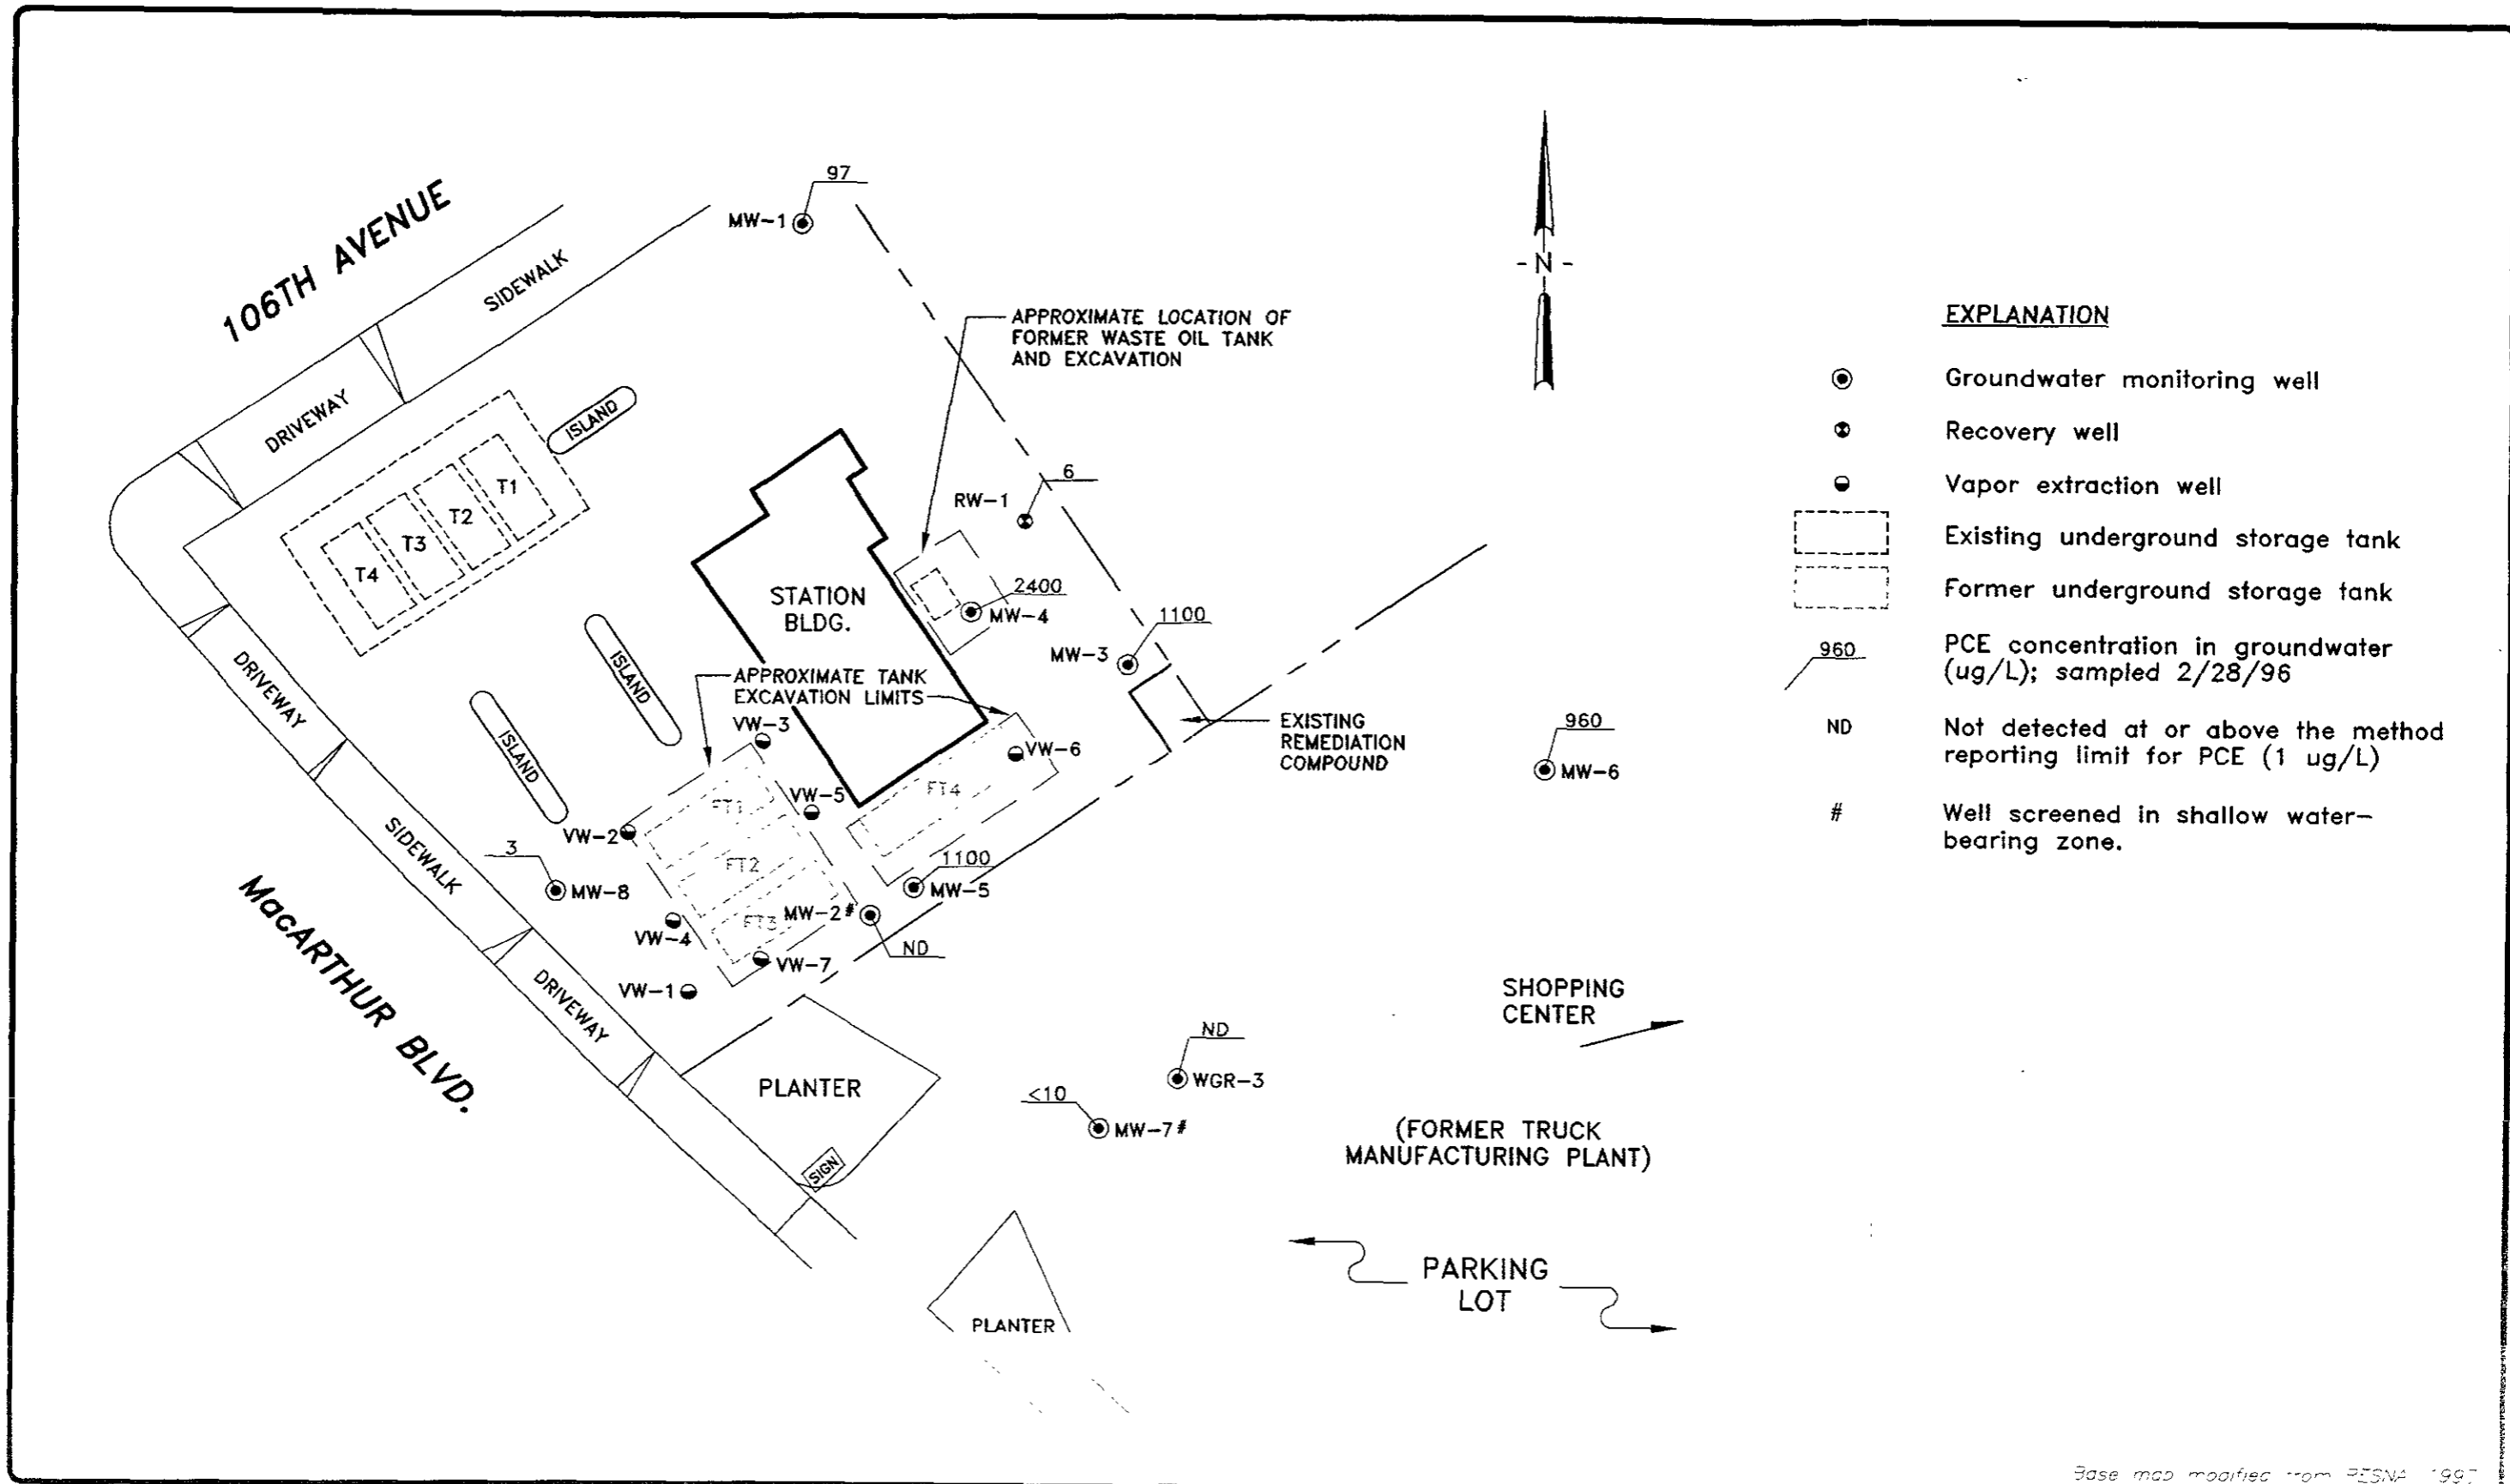 97
MW-1
106TH AVENUE
SIDEWALK
DRIVEWAY
ISLAND
T1
T2
T3
T4
APPROXIMATE LOCATION OF
FORMER WASTE OIL TANK
AND EXCAVATION
- N -
6
RW-1
STATION
BLDG.
2400
MW-4
1100
MW-3
ISLAND
ISLAND
APPROXIMATE TANK
EXCAVATION LIMITS
VW-3
VW-6
EXISTING
REMEDIATION
COMPOUND
960
MW-6
DRIVEWAY
SIDEWALK
DRIVEWAY
MacARTHUR BLVD.
FT1
VW-5
FT4
VW-2
FT2
3
MW-8
1100
MW-5
MW-2#
FT3
VW-4
ND
VW-7
VW-1
PLANTER
SIGN
ND
WGR-3
<10
MW-7#
SHOPPING
CENTER
(FORMER TRUCK
MANUFACTURING PLANT)
PARKING
LOT
PLANTER
EXPLANATION
Groundwater monitoring well
Recovery well
Vapor extraction well
Existing underground storage tank
Former underground storage tank
960 PCE concentration in groundwater
(ug/L); sampled 2/28/96
ND Not detected at or above the method
reporting limit for PCE (1 ug/L)
# Well screened in shallow water-
bearing zone.
Base map modified from RESNA